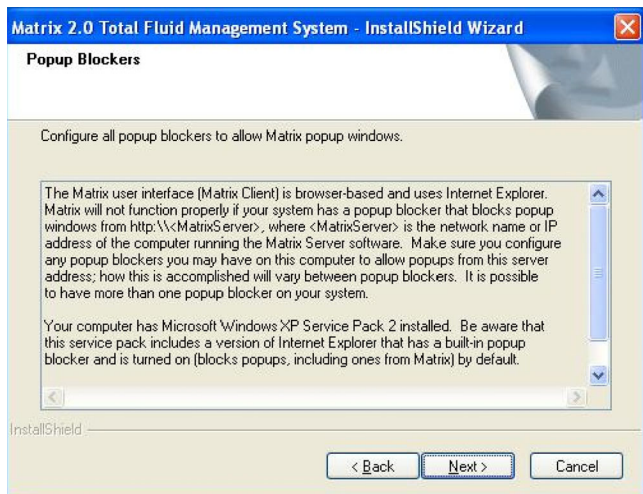 Matrix 2.0 Total Fluid Management System - InstallShield Wizard
Popup Blockers
Configure all popup blockers to allow Matrix popup windows.
The Matrix user interface (Matrix Client) is browser-based and uses Internet Explorer.
Matrix will not function properly if your system has a popup blocker that blocks popup
windows from http:\\<MatrixServer>, where <MatrixServer> is the network name or IP
address of the computer running the Matrix Server software.  Make sure you configure
any popup blockers you may have on this computer to allow popups from this server
address; how this is accomplished will vary between popup blockers.  It is possible
to have more than one popup blocker on your system.
Your computer has Microsoft Windows XP Service Pack 2 installed.  Be aware that
this service pack includes a version of Internet Explorer that has a built-in popup
blocker and is turned on (blocks popups, including ones from Matrix) by default.
InstallShield
< Back
Next >
Cancel